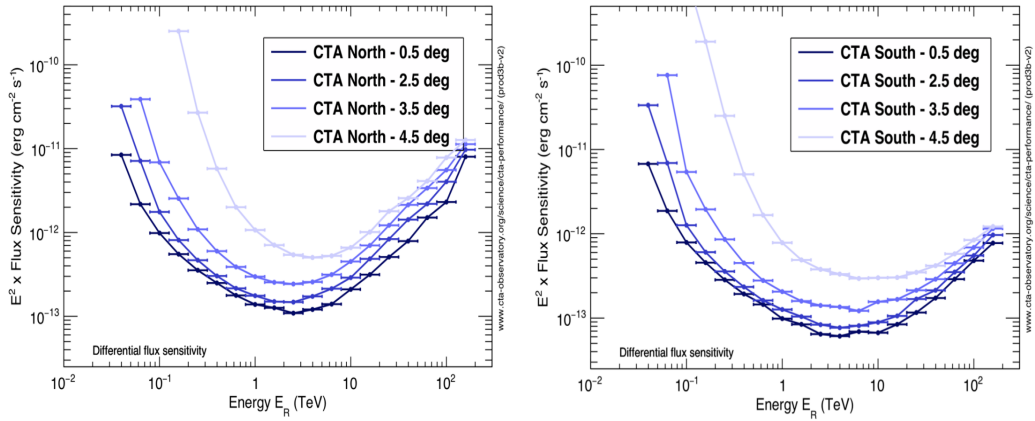 CTA North - 0.5 deg
CTA North - 2.5 deg
CTA North - 3.5 deg
CTA North - 4.5 deg
E² x Flux Sensitivity (erg cm⁻² s⁻¹)
10⁻¹⁰
10⁻¹¹
10⁻¹²
10⁻¹³
Differential flux sensitivity
10⁻² 10⁻¹ 1 10 10²
Energy E_R (TeV)
www.cta-observatory.org/science/cta-performance/ (prod3b-v2)
CTA South - 0.5 deg
CTA South - 2.5 deg
CTA South - 3.5 deg
CTA South - 4.5 deg
E² x Flux Sensitivity (erg cm⁻² s⁻¹)
10⁻¹⁰
10⁻¹¹
10⁻¹²
10⁻¹³
Differential flux sensitivity
10⁻² 10⁻¹ 1 10 10²
Energy E_R (TeV)
www.cta-observatory.org/science/cta-performance/ (prod3b-v2)